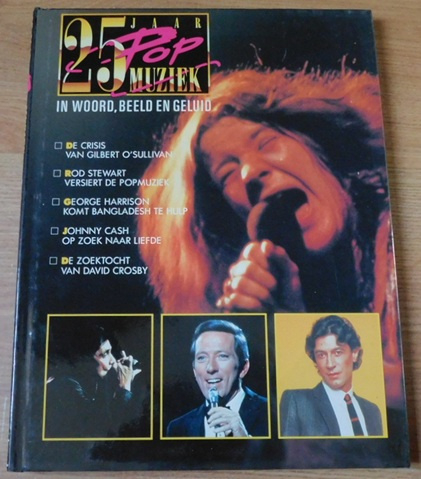 25 JAAR
POP
MUZIEK
IN WOORD, BEELD EN GELUID
DE CRISIS
VAN GILBERT O'SULLIVAN
ROD STEWART
VERSIERT DE POPMUZIEK
GEORGE HARRISON
KOMT BANGLADESH TE HULP
JOHNNY CASH
OP ZOEK NAAR LIEFDE
DE ZOEKTOCHT
VAN DAVID CROSBY